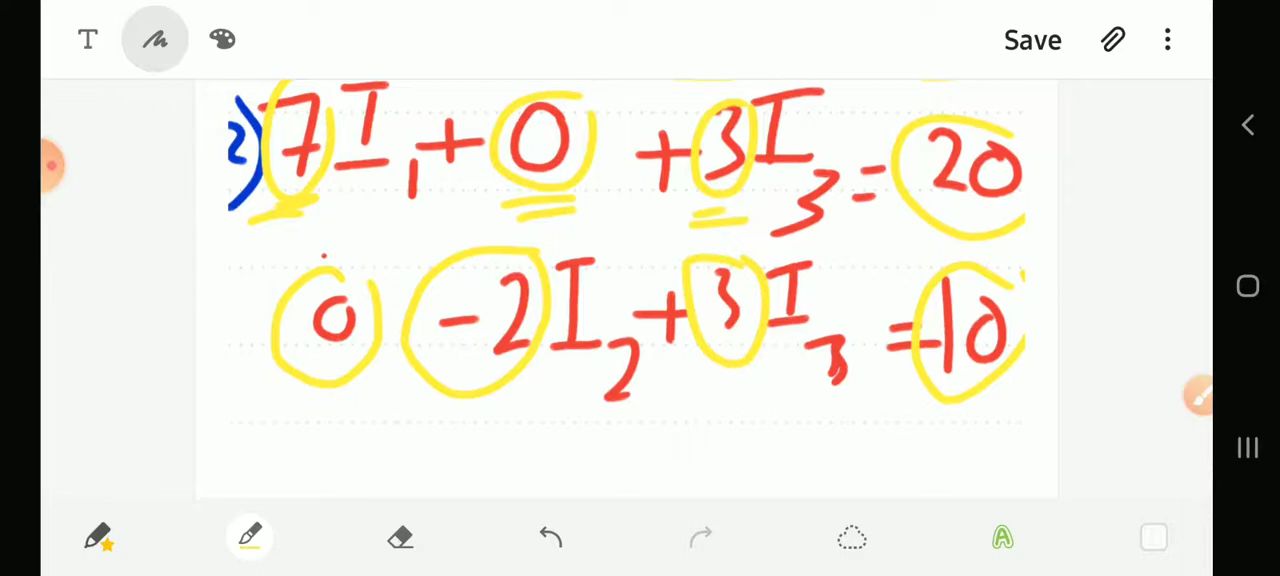 Save
2) 7I₁ + 0 + 3I₃ = 20
0 -2I₂ + 3I₃ = 10